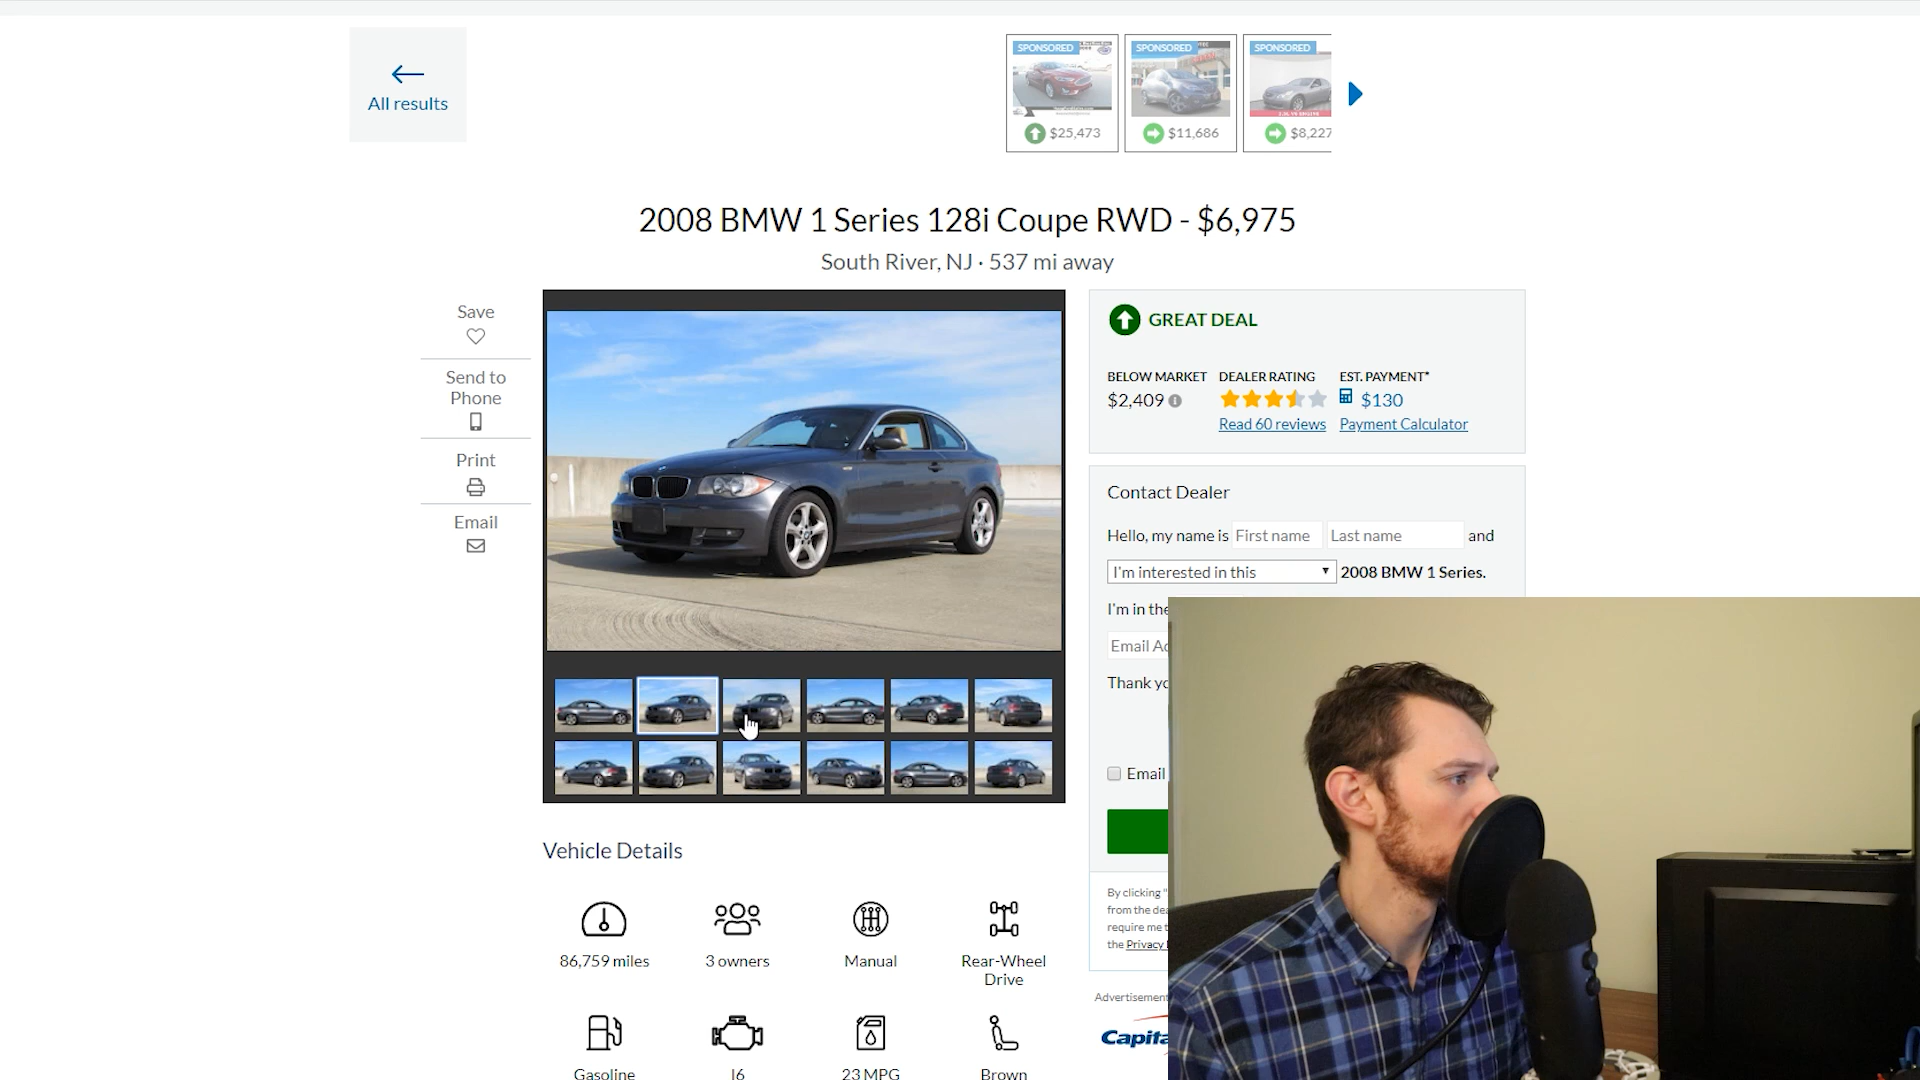 All results
SPONSORED
$25,473
SPONSORED
$11,686
SPONSORED
$8,227
2008 BMW 1 Series 128i Coupe RWD - $6,975
South River, NJ · 537 mi away
Save
Send to
Phone
Print
Email
GREAT DEAL
BELOW MARKET
$2,409
DEALER RATING
Read 60 reviews
EST. PAYMENT*
$130
Payment Calculator
Contact Dealer
Hello, my name is First name Last name and
I'm interested in this 2008 BMW 1 Series.
I'm in the
Email Ad
Thank yo
Email
By clicking "
from the dea
require me t
the Privacy
Advertisement
Capita
Vehicle Details
86,759 miles
3 owners
Manual
Rear-Wheel
Drive
Gasoline
I6
23 MPG
Brown